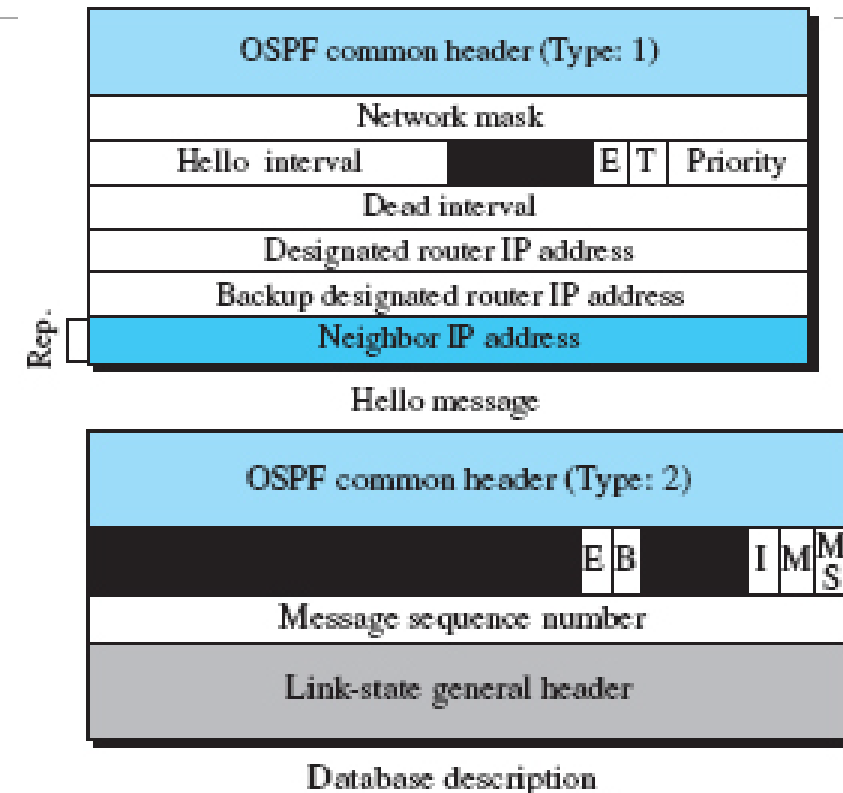 OSPF common header (Type: 1)
Network mask
Hello interval E T Priority
Dead interval
Designated router IP address
Backup designated router IP address
Rep.
Neighbor IP address
Hello message
OSPF common header (Type: 2)
E B I M M S
Message sequence number
Link-state general header
Database description